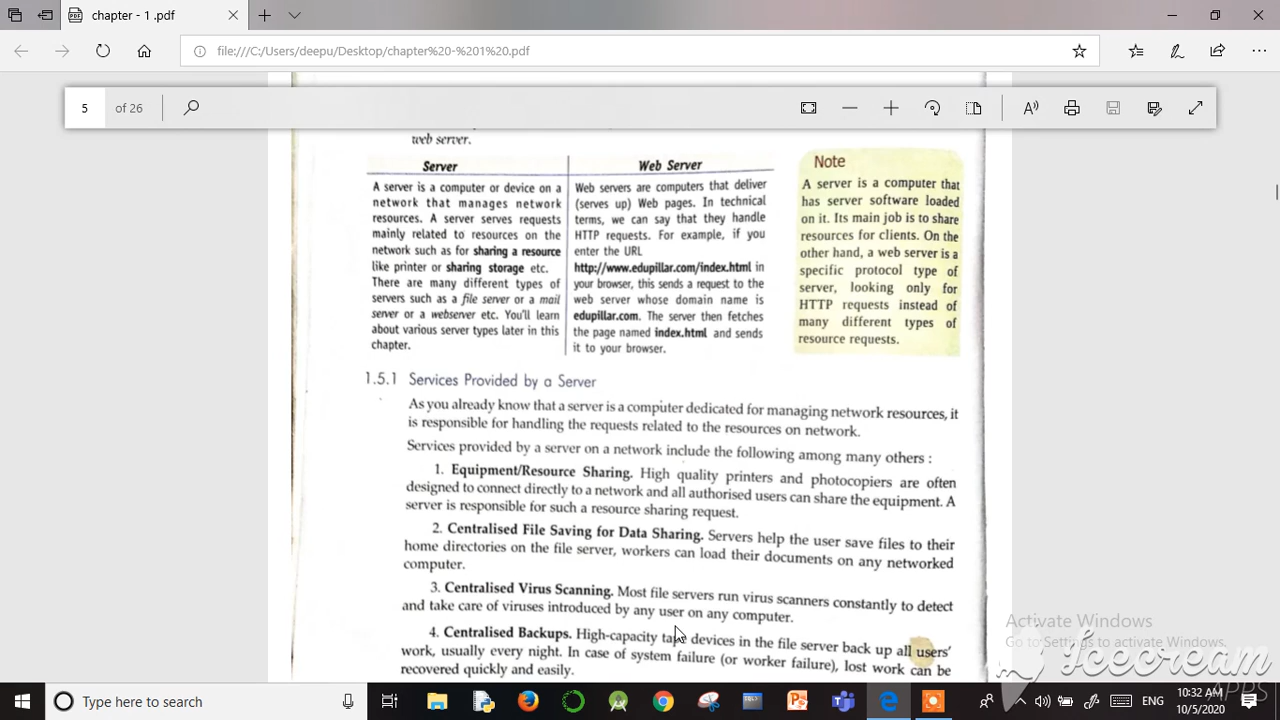 chapter - 1.pdf
file:///C:/Users/deepu/Desktop/chapter%20-%201%20.pdf
5 of 26
web server.
Server
A server is a computer or device on a
network that manages network
resources. A server serves requests
mainly related to resources on the
network such as for sharing a resource
like printer or sharing storage etc.
There are many different types of
servers such as a file server or a mail
server or a webserver etc. You'll learn
about various server types later in this
chapter.
Web Server
Web servers are computers that deliver
(serves up) Web pages. In technical
terms, we can say that they handle
HTTP requests. For example, if you
enter the URL
http://www.edupillar.com/index.html in
your browser, this sends a request to the
web server whose domain name is
edupillar.com. The server then fetches
the page named index.html and sends
it to your browser.
Note
A server is a computer that
has server software loaded
on it. Its main job is to share
resources for clients. On the
other hand, a web server is a
specific protocol type of
server, looking only for
HTTP requests instead of
many different types of
resource requests.
1.5.1 Services Provided by a Server
As you already know that a server is a computer dedicated for managing network resources, it
is responsible for handling the requests related to the resources on network.
Services provided by a server on a network include the following among many others :
1. Equipment/Resource Sharing. High quality printers and photocopiers are often
designed to connect directly to a network and all authorised users can share the equipment. A
server is responsible for such a resource sharing request.
2. Centralised File Saving for Data Sharing. Servers help the user save files to their
home directories on the file server, workers can load their documents on any networked
computer.
3. Centralised Virus Scanning. Most file servers run virus scanners constantly to detect
and take care of viruses introduced by any user on any computer.
4. Centralised Backups. High-capacity tape devices in the file server back up all users'
work, usually every night. In case of system failure (or worker failure), lost work can be
recovered quickly and easily.
Activate Windows
Go to Settings to activate Windows.
Icecream
APPS
Type here to search
ENG
10:32 AM
10/5/2020